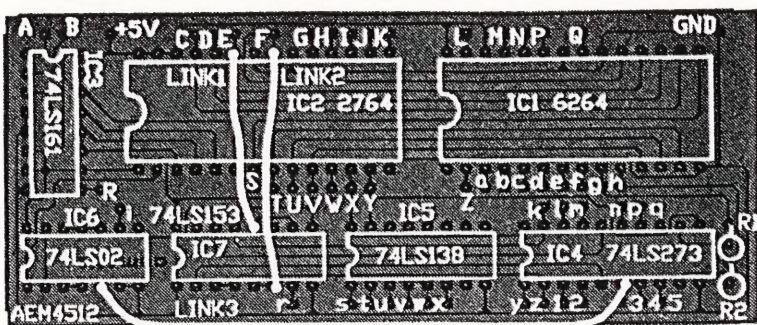 A B +5V C D E F G H I J K L M N P Q GND
LINK1 LINK2
IC3
74LS161
IC2 2764 IC1 6264
a b c d e f g h
R S T U V W X Y Z
IC6 i 74LS153 IC5 k l m n p q R1
74LS02 IC7 74LS138 IC4 74LS273
AEM4512 LINK3 r s t u v w x y z 1 2 3 4 5 R2